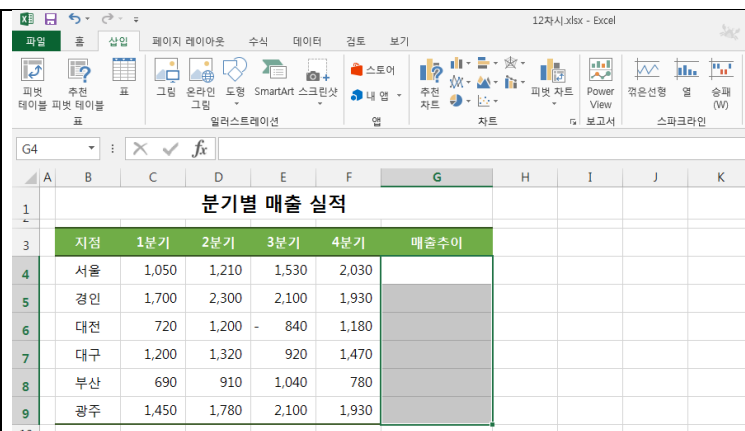 12차시.xlsx - Excel
파일 홈 삽입 페이지 레이아웃 수식 데이터 검토 보기
피벗 테이블
추천 피벗 테이블
표
그림
온라인 그림
도형
SmartArt
스크린샷
스토어
내 앱
추천 차트
피벗 차트
Power View
꺾은선형
열
승패 (W)
표 일러스트레이션 앱 차트 보고서 스파크라인
G4 fx
A B C D E F G H I J K
1 분기별 매출 실적
3 지점 1분기 2분기 3분기 4분기 매출추이
4 서울 1,050 1,210 1,530 2,030
5 경인 1,700 2,300 2,100 1,930
6 대전 720 1,200 - 840 1,180
7 대구 1,200 1,320 920 1,470
8 부산 690 910 1,040 780
9 광주 1,450 1,780 2,100 1,930